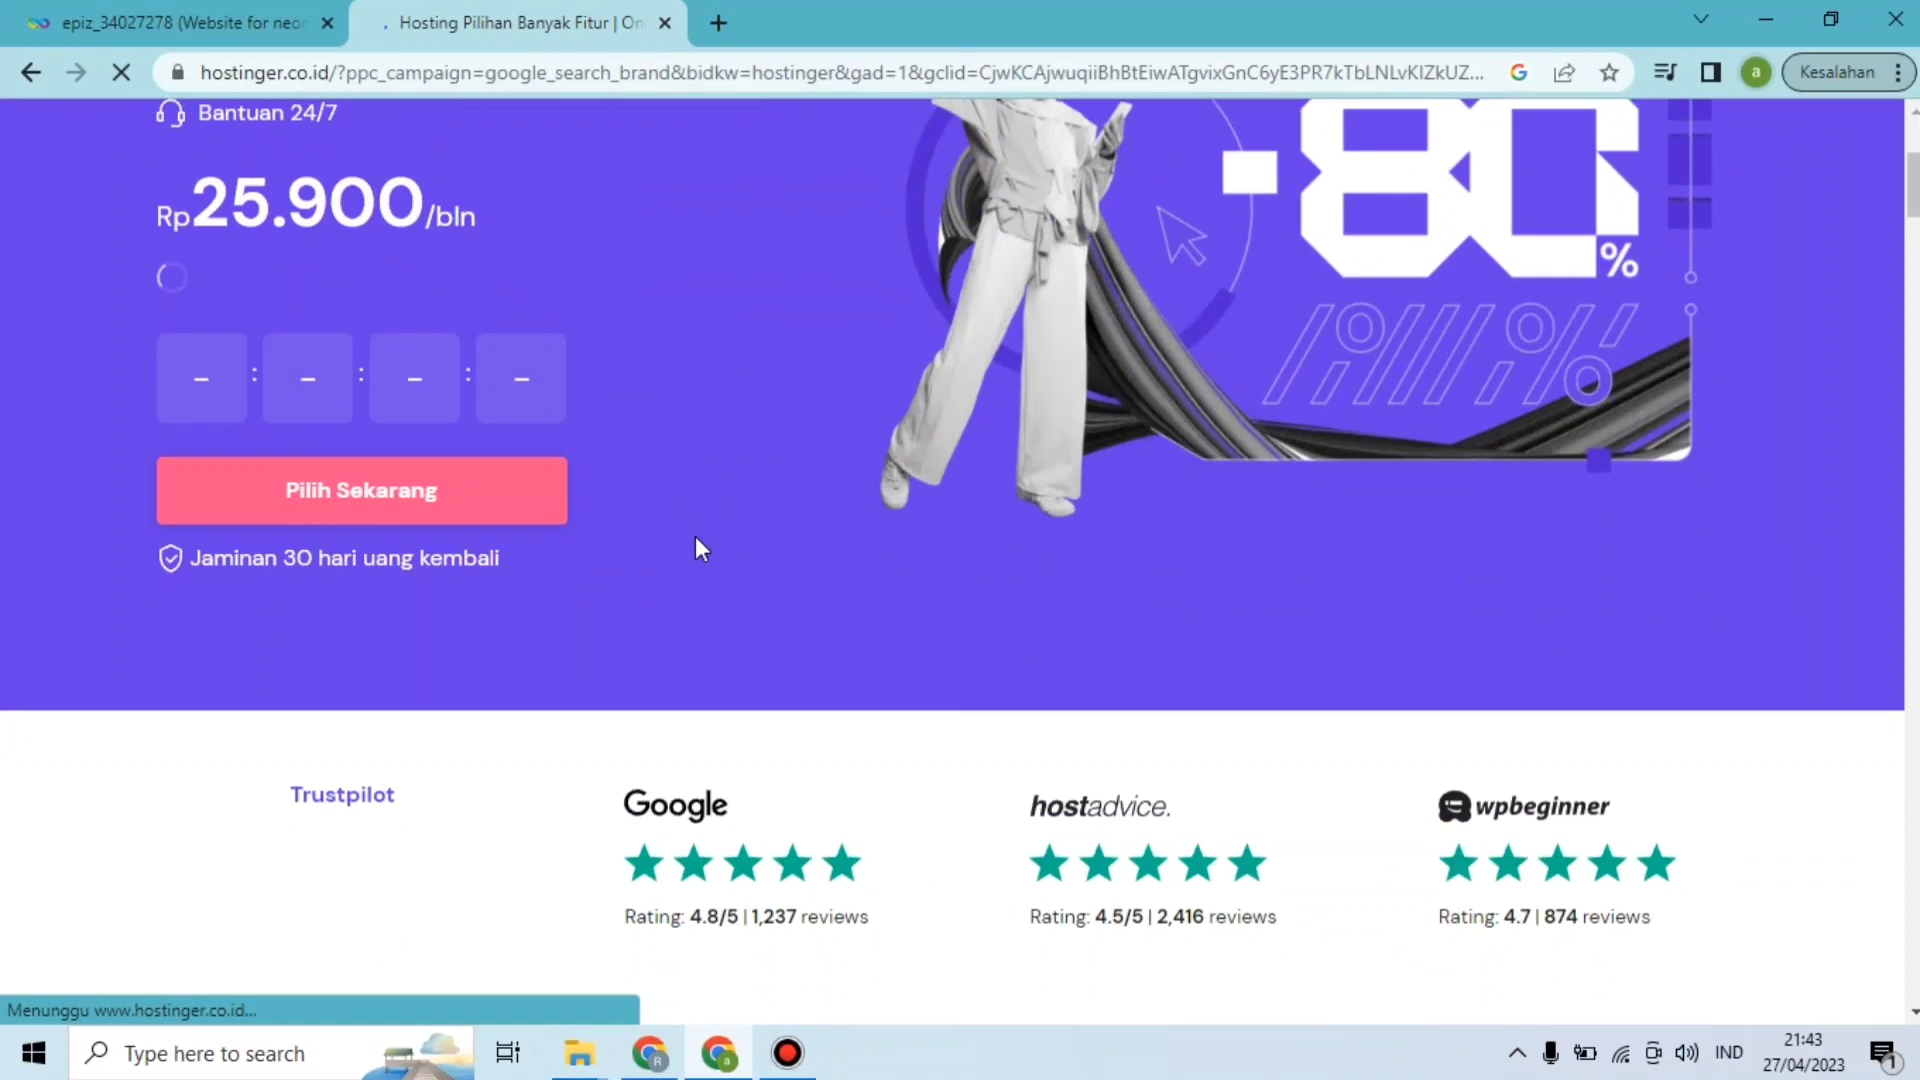 epiz_34027278 (Website for neor
Hosting Pilihan Banyak Fitur | On
hostinger.co.id/?ppc_campaign=google_search_brand&bidkw=hostinger&gad=1&gclid=CjwKCAjwuqiiBhBtEiwATgvixGnC6yE3PR7kTbLNLvKIZkUZ...
a
Kesalahan
Bantuan 24/7
Rp25.900/bln
-80%
– : – : – : –
Pilih Sekarang
Jaminan 30 hari uang kembali
Trustpilot
Google
hostadvice.
wpbeginner
Rating: 4.8/5 | 1,237 reviews
Rating: 4.5/5 | 2,416 reviews
Rating: 4.7 | 874 reviews
Menunggu www.hostinger.co.id...
Type here to search
R
a
IND
21:43
27/04/2023
1